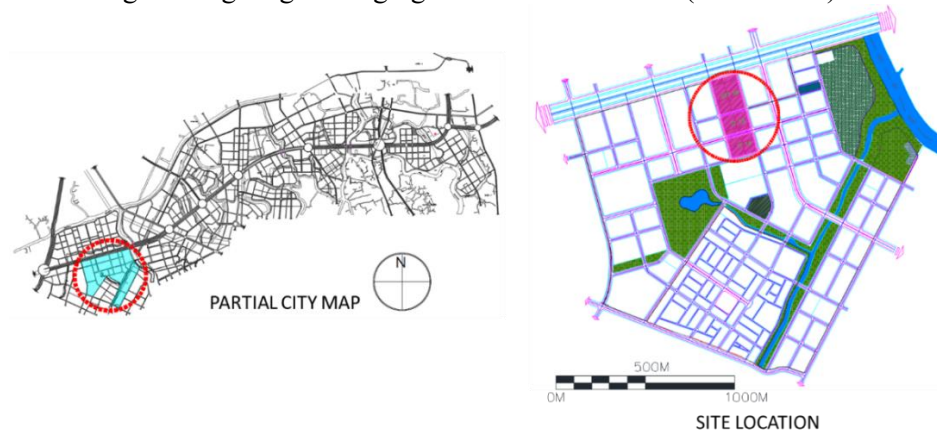 N
PARTIAL CITY MAP
500M
0M
1000M
SITE LOCATION